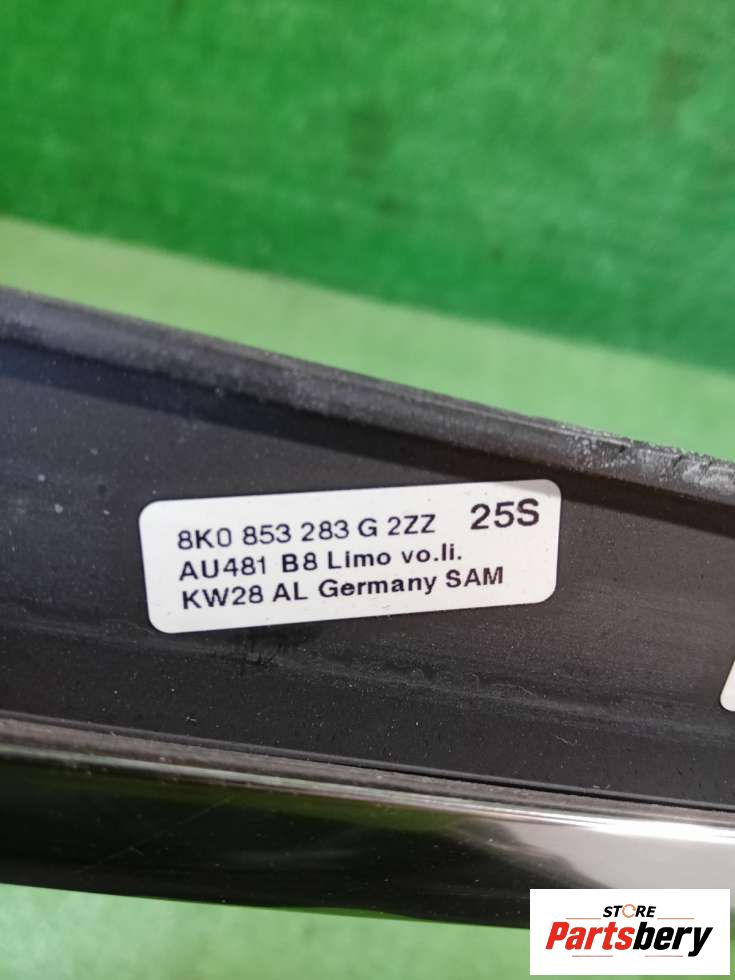 8K0 853 283 G 2ZZ 25S
AU481 B8 Limo vo.li.
KW28 AL Germany SAM
STORE
Partsbery